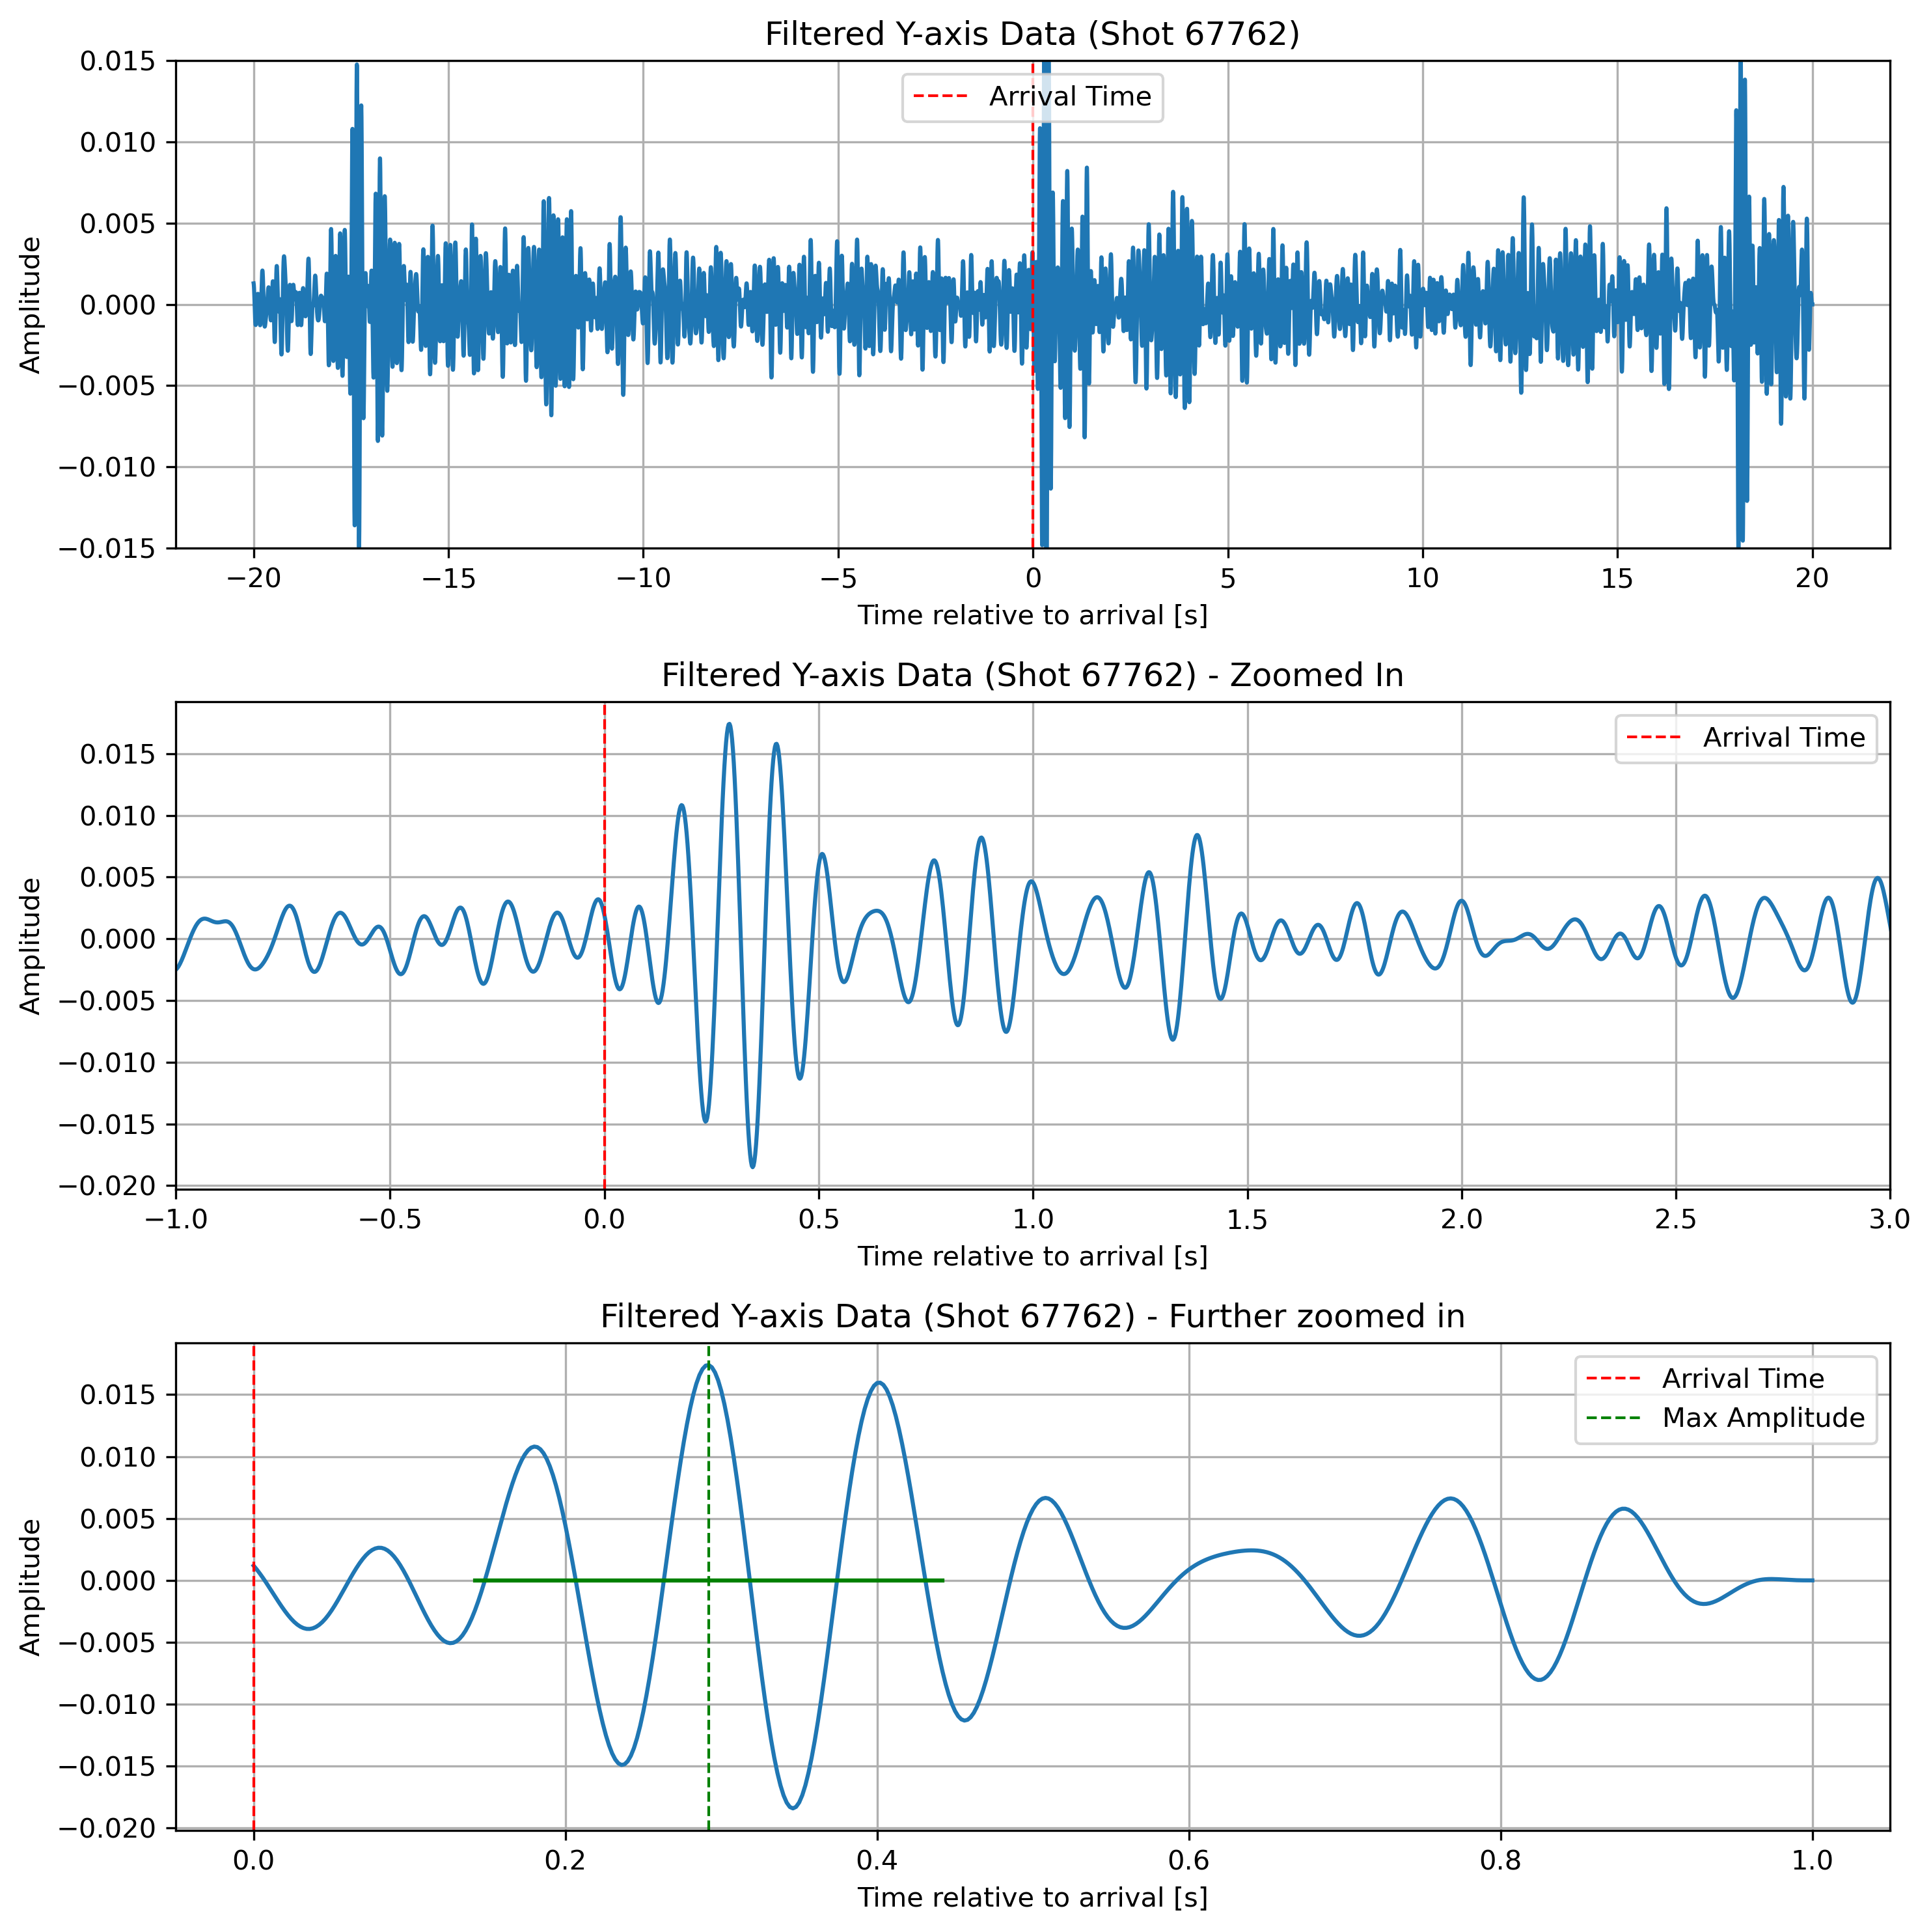 Filtered Y-axis Data (Shot 67762)
0.015
0.010
0.005
0.000
−0.005
−0.010
−0.015
Amplitude
Arrival Time
−20 −15 −10 −5 0 5 10 15 20
Time relative to arrival [s]
Filtered Y-axis Data (Shot 67762) - Zoomed In
0.015
0.010
0.005
0.000
−0.005
−0.010
−0.015
−0.020
Amplitude
Arrival Time
−1.0 −0.5 0.0 0.5 1.0 1.5 2.0 2.5 3.0
Time relative to arrival [s]
Filtered Y-axis Data (Shot 67762) - Further zoomed in
0.015
0.010
0.005
0.000
−0.005
−0.010
−0.015
−0.020
Amplitude
Arrival Time
Max Amplitude
0.0 0.2 0.4 0.6 0.8 1.0
Time relative to arrival [s]